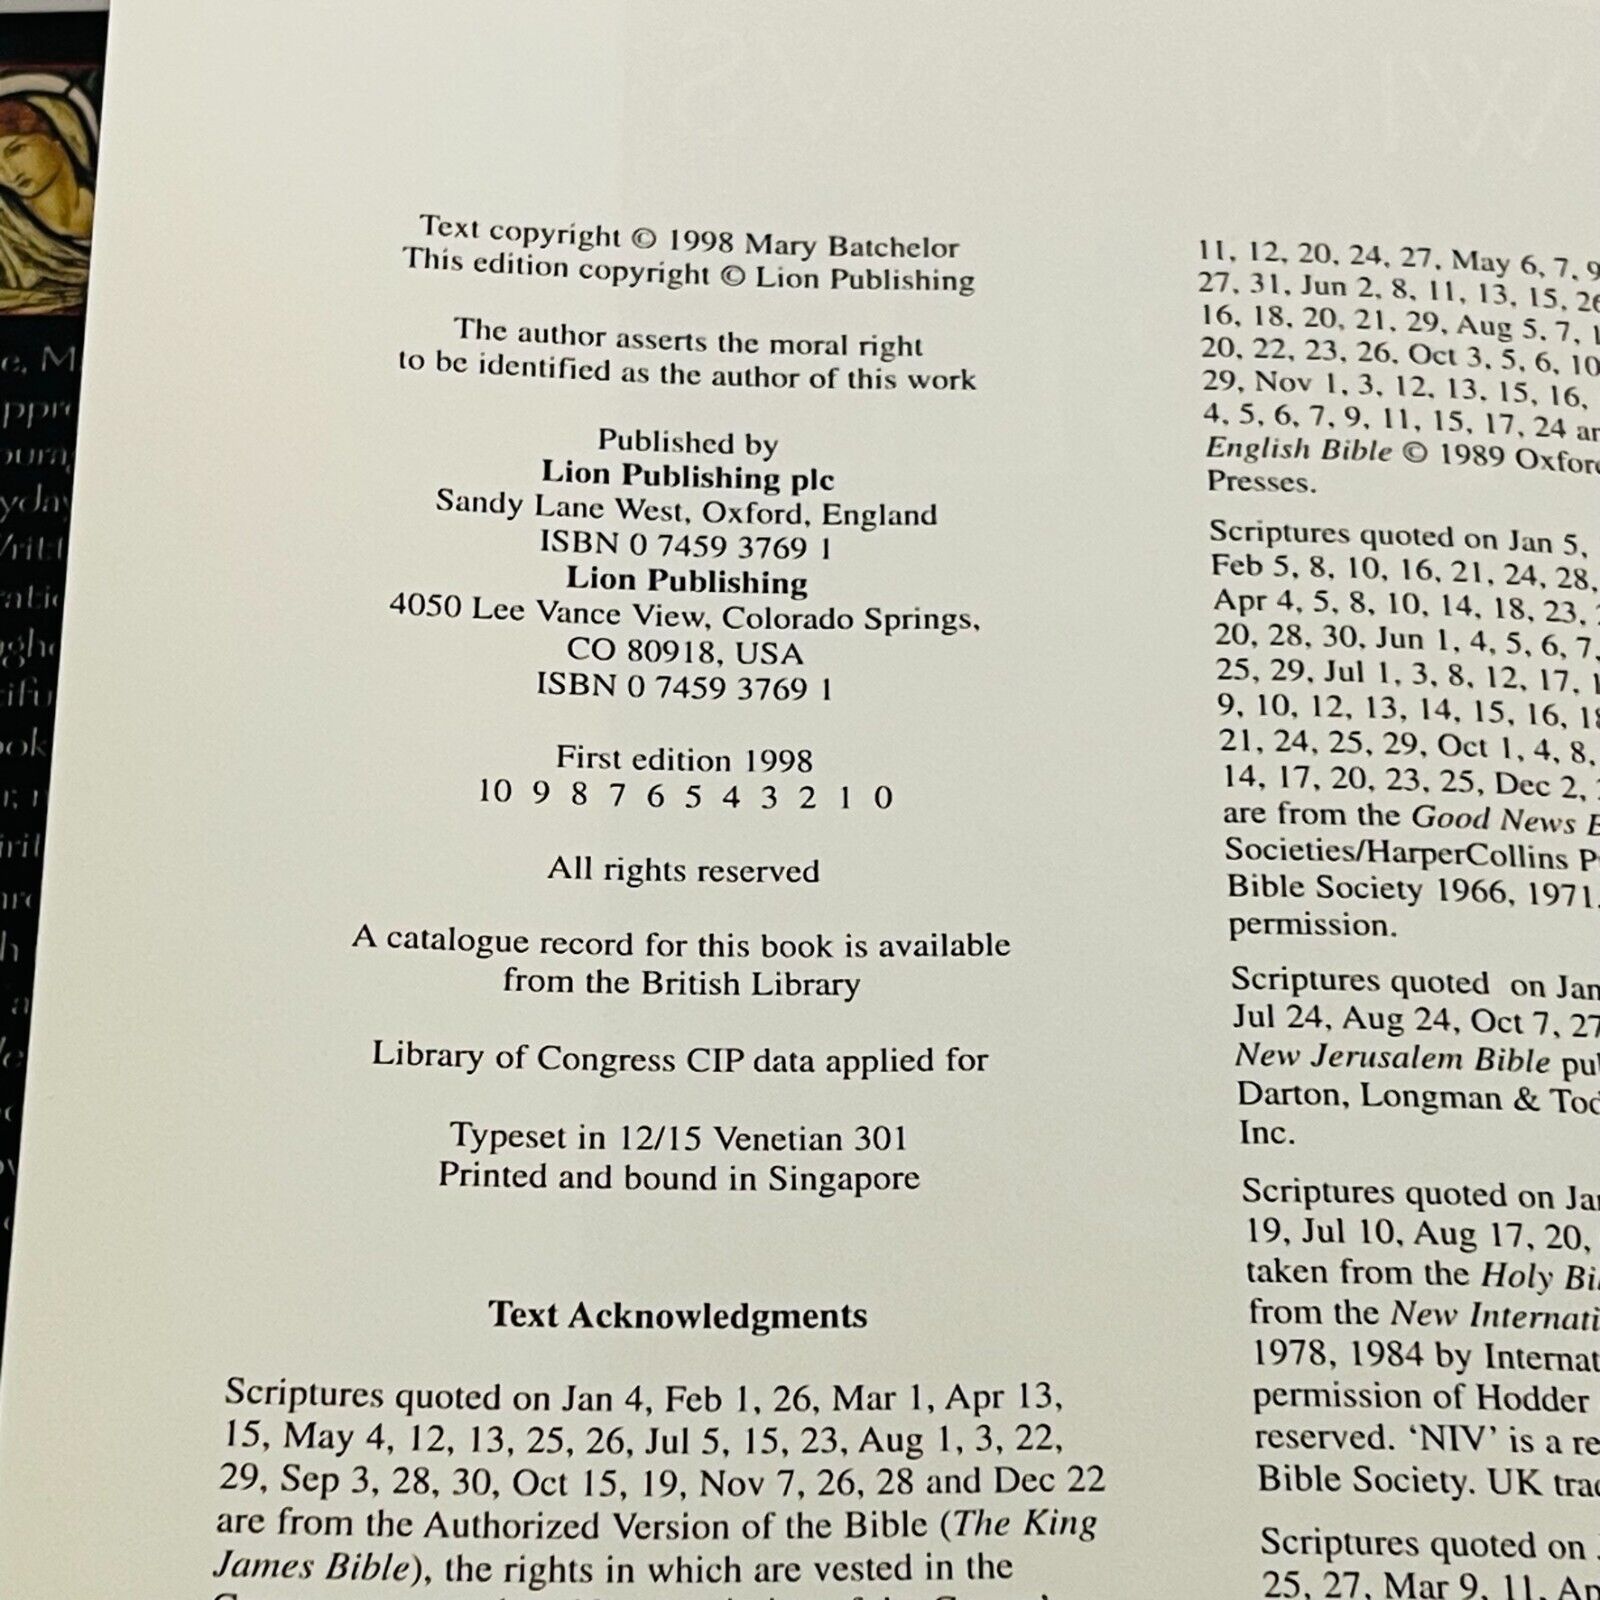 Text copyright © 1998 Mary Batchelor
This edition copyright © Lion Publishing
The author asserts the moral right
to be identified as the author of this work
Published by
Lion Publishing plc
Sandy Lane West, Oxford, England
ISBN 0 7459 3769 1
Lion Publishing
4050 Lee Vance View, Colorado Springs,
CO 80918, USA
ISBN 0 7459 3769 1
First edition 1998
10 9 8 7 6 5 4 3 2 1 0
All rights reserved
A catalogue record for this book is available
from the British Library
Library of Congress CIP data applied for
Typeset in 12/15 Venetian 301
Printed and bound in Singapore
Text Acknowledgments
Scriptures quoted on Jan 4, Feb 1, 26, Mar 1, Apr 13,
15, May 4, 12, 13, 25, 26, Jul 5, 15, 23, Aug 1, 3, 22,
29, Sep 3, 28, 30, Oct 15, 19, Nov 7, 26, 28 and Dec 22
are from the Authorized Version of the Bible (The King
James Bible), the rights in which are vested in the
11, 12, 20, 24, 27, May 6, 7,
27, 31, Jun 2, 8, 11, 13, 15,
16, 18, 20, 21, 29, Aug 5, 7,
20, 22, 23, 26, Oct 3, 5, 6, 10
29, Nov 1, 3, 12, 13, 15, 16,
4, 5, 6, 7, 9, 11, 15, 17, 24
English Bible © 1989
Presses.
Scriptures quoted on Jan 5,
Feb 5, 8, 10, 16, 21, 24, 28,
Apr 4, 5, 8, 10, 14, 18, 23,
20, 28, 30, Jun 1, 4, 5, 6, 7,
25, 29, Jul 1, 3, 8, 12, 17,
9, 10, 12, 13, 14, 15, 16,
21, 24, 25, 29, Oct 1, 4, 8,
14, 17, 20, 23, 25, Dec 2,
are from the Good News
Societies/HarperCollins
Bible Society 1966, 1971,
permission.
Scriptures quoted on Jan
Jul 24, Aug 24, Oct 7, 27
New Jerusalem Bible
Darton, Longman &
Inc.
Scriptures quoted on
19, Jul 10, Aug 17, 20,
taken from the Holy
from the New
1978, 1984 by
permission of Hodder
reserved. ‘NIV’ is a
Bible Society. UK
Scriptures quoted on
25, 27, Mar 9, 11,